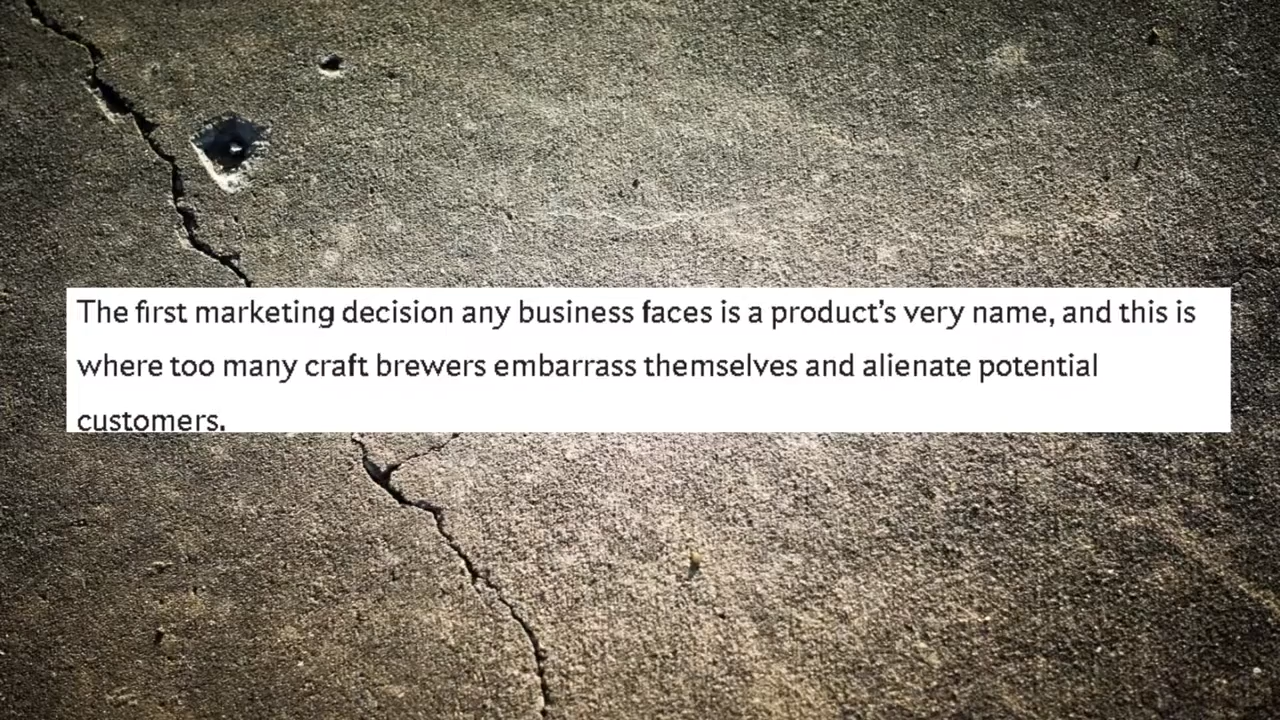 The first marketing decision any business faces is a product’s very name, and this is
where too many craft brewers embarrass themselves and alienate potential
customers.